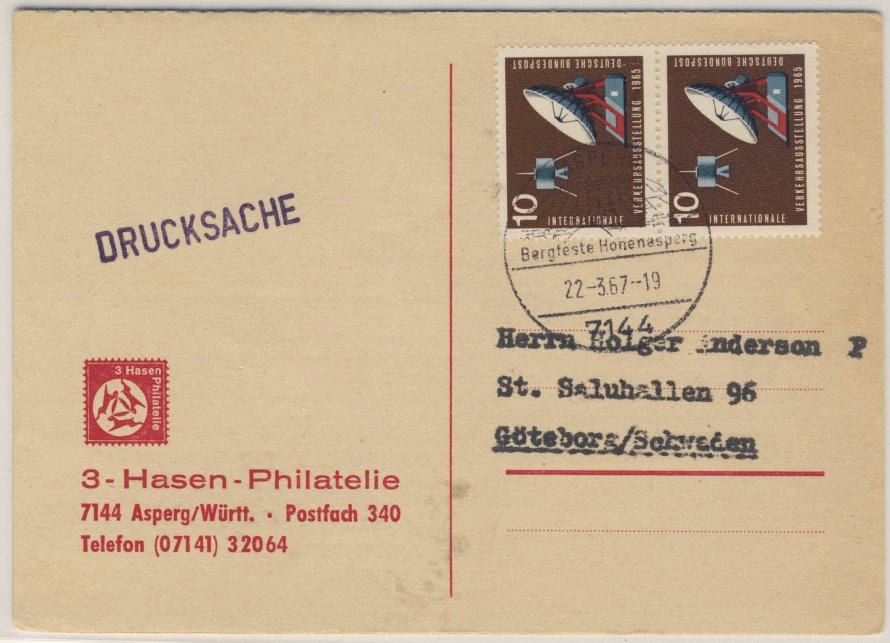 DRUCKSACHE
3 Hasen
Philatelie
3-Hasen-Philatelie
7144 Asperg/Württ. • Postfach 340
Telefon (07141) 32064
DEUTSCHE BUNDESPOST
VERKEHRSAUSSTELLUNG 1965
INTERNATIONALE
10
DEUTSCHE BUNDESPOST
VERKEHRSAUSSTELLUNG 1965
INTERNATIONALE
10
Bergfeste Hohenasperg
22.-3.67--19
7144
Herrn Holger Anderson P
St. Saluhallen 96
Göteborg/Schweden